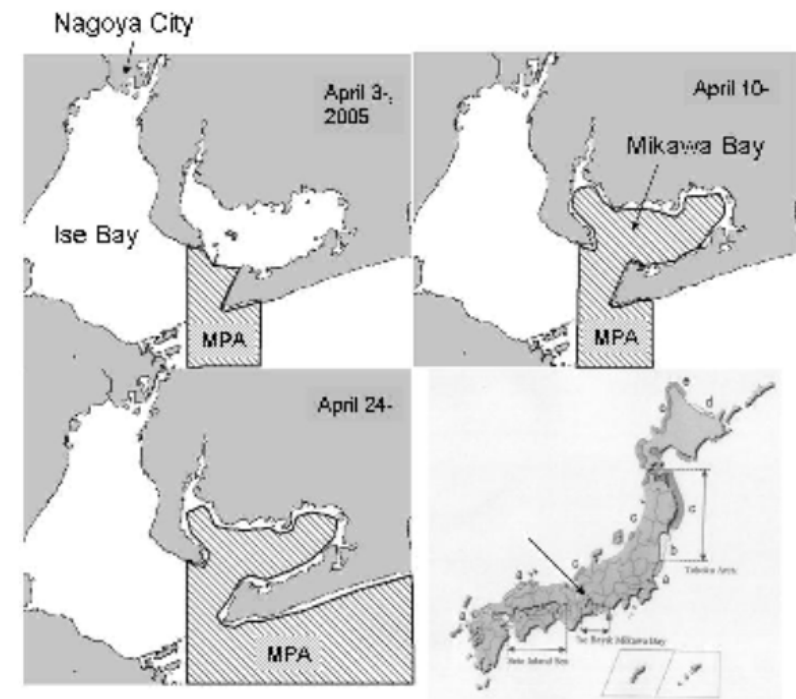 Nagoya City
April 3-,
2005
Ise Bay
MPA
April 10-
Mikawa Bay
MPA
April 24-
MPA
e
d
c
c
c
c
b
a
a
a
Tohoku Area
Ise Bay& Mikawa Bay
Seto Inland Sea